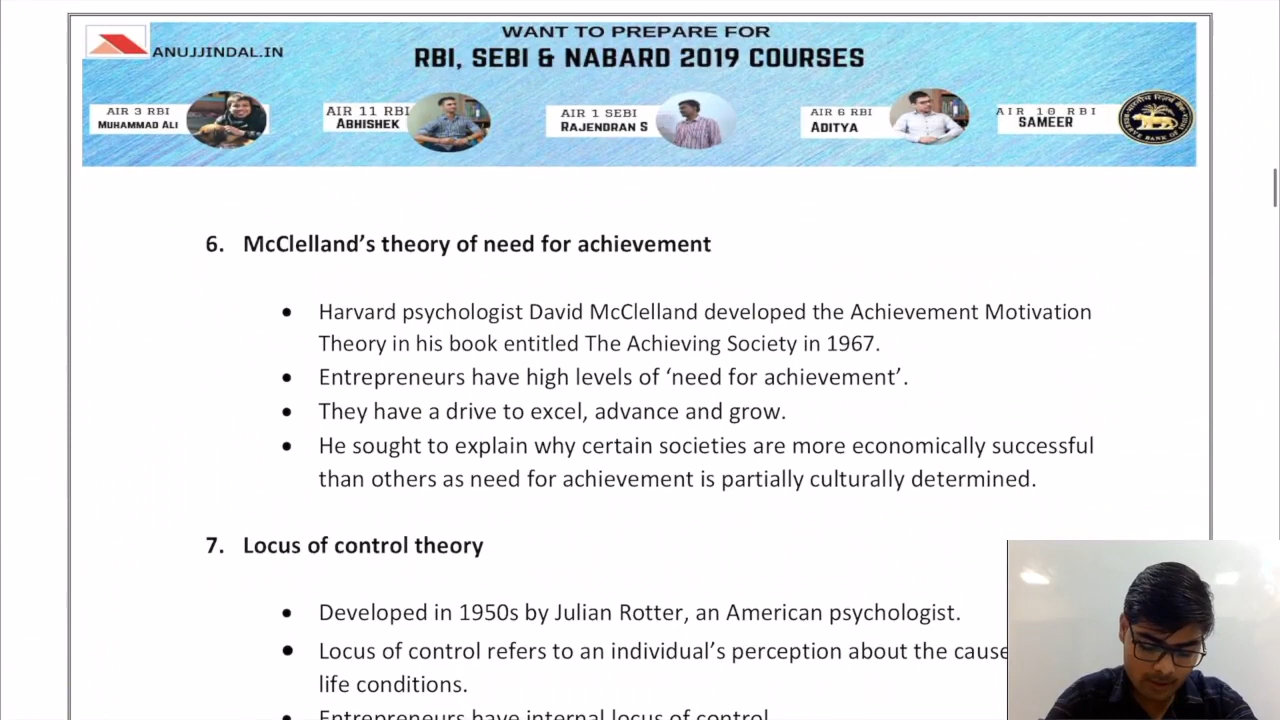 WANT TO PREPARE FOR
ANUJJINDAL.IN
RBI, SEBI & NABARD 2019 COURSES
AIR 3 RBI
MUHAMMAD ALI
AIR 11 RBI
ABHISHEK
AIR 1 SEBI
RAJENDRAN S
AIR 6 RBI
ADITYA
AIR 10 RBI
SAMEER
6. McClelland’s theory of need for achievement
• Harvard psychologist David McClelland developed the Achievement Motivation
Theory in his book entitled The Achieving Society in 1967.
• Entrepreneurs have high levels of ‘need for achievement’.
• They have a drive to excel, advance and grow.
• He sought to explain why certain societies are more economically successful
than others as need for achievement is partially culturally determined.
7. Locus of control theory
• Developed in 1950s by Julian Rotter, an American psychologist.
• Locus of control refers to an individual’s perception about the cause
life conditions.
• Entrepreneurs have internal locus of control